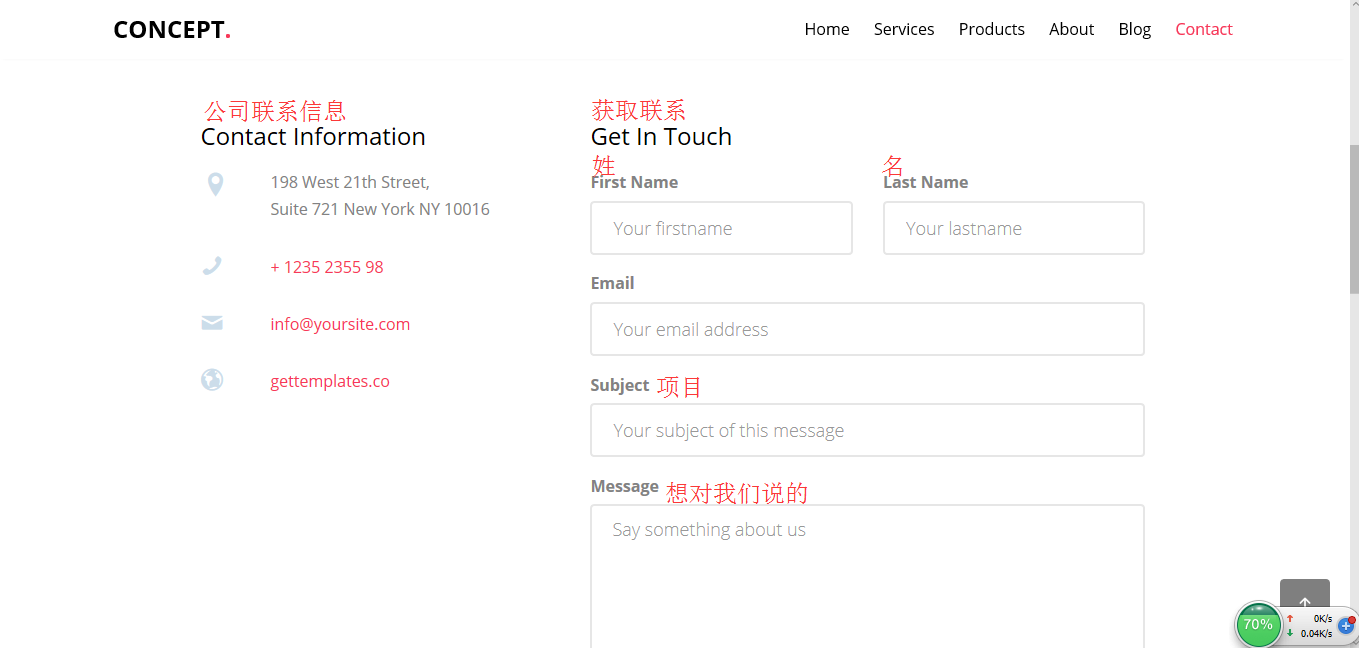 CONCEPT.
Home Services Products About Blog Contact
公司联系信息
Contact Information
198 West 21th Street,
Suite 721 New York NY 10016
+ 1235 2355 98
info@yoursite.com
gettemplates.co
获取联系
Get In Touch
姓 名
First Name Last Name
Your firstname Your lastname
Email
Your email address
Subject 项目
Your subject of this message
Message 想对我们说的
Say something about us
70%
0K/s
0.04K/s